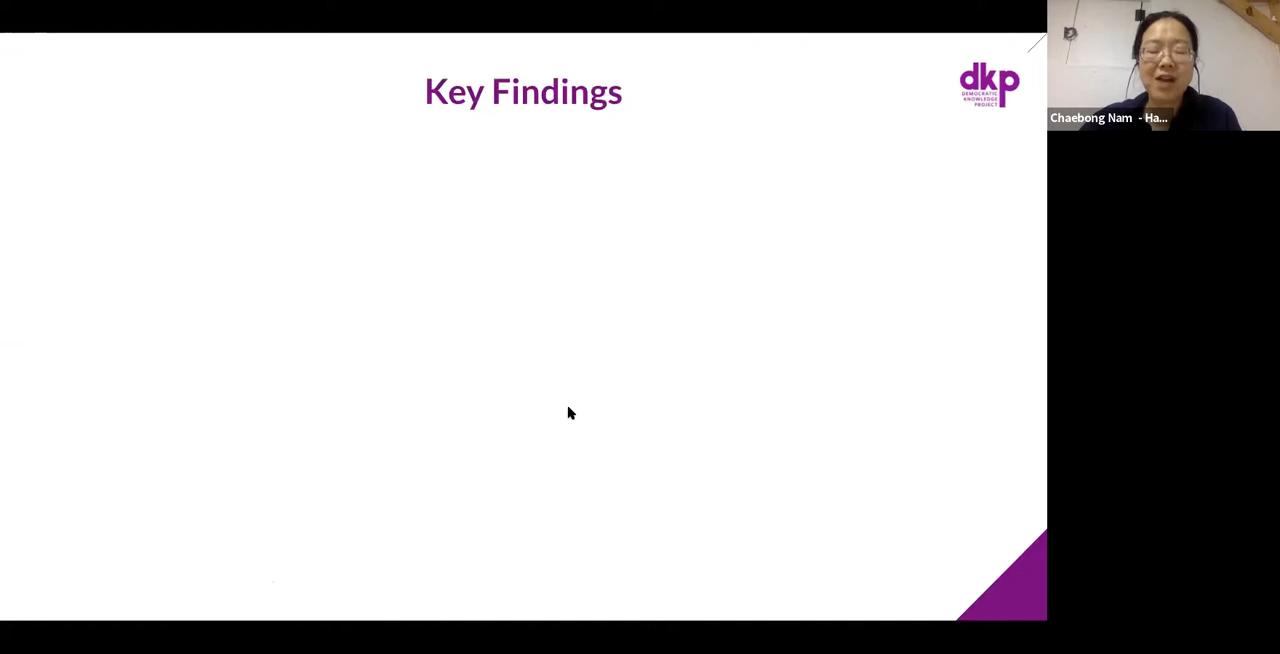 Key Findings
dkp
DEMOCRATIC
KNOWLEDGE
PROJECT
Chaebong Nam - Ha...